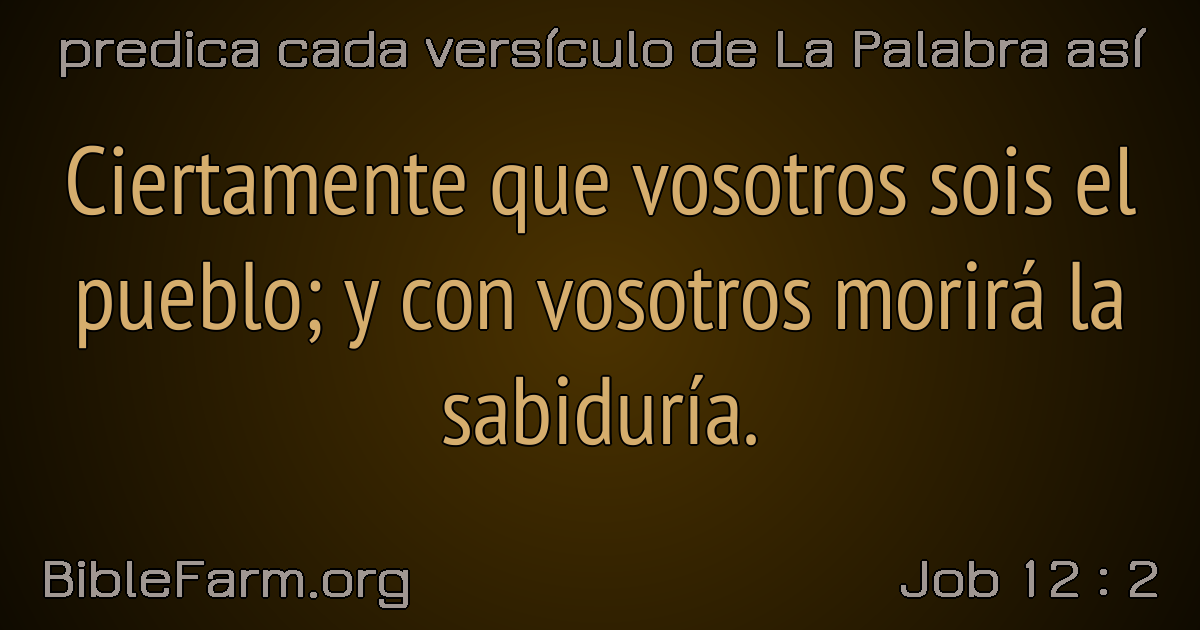 predica cada versículo de La Palabra así
Ciertamente que vosotros sois el
pueblo; y con vosotros morirá la
sabiduría.
BibleFarm.org
Job 12 : 2